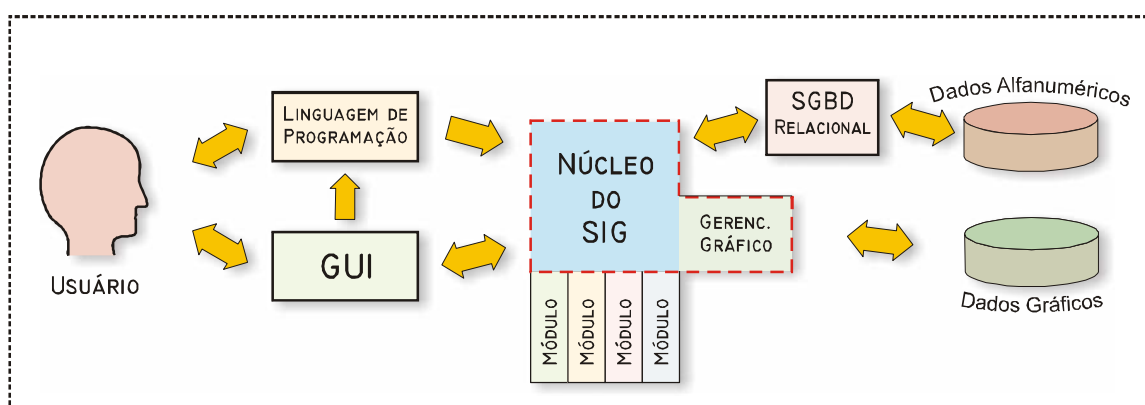 LINGUAGEM DE
PROGRAMAÇÃO
SGBD
RELACIONAL
Dados Alfanuméricos
NÚCLEO
DO
SIG
GERENC.
GRÁFICO
GUI
USUÁRIO
Dados Gráficos
MÓDULO
MÓDULO
MÓDULO
MÓDULO